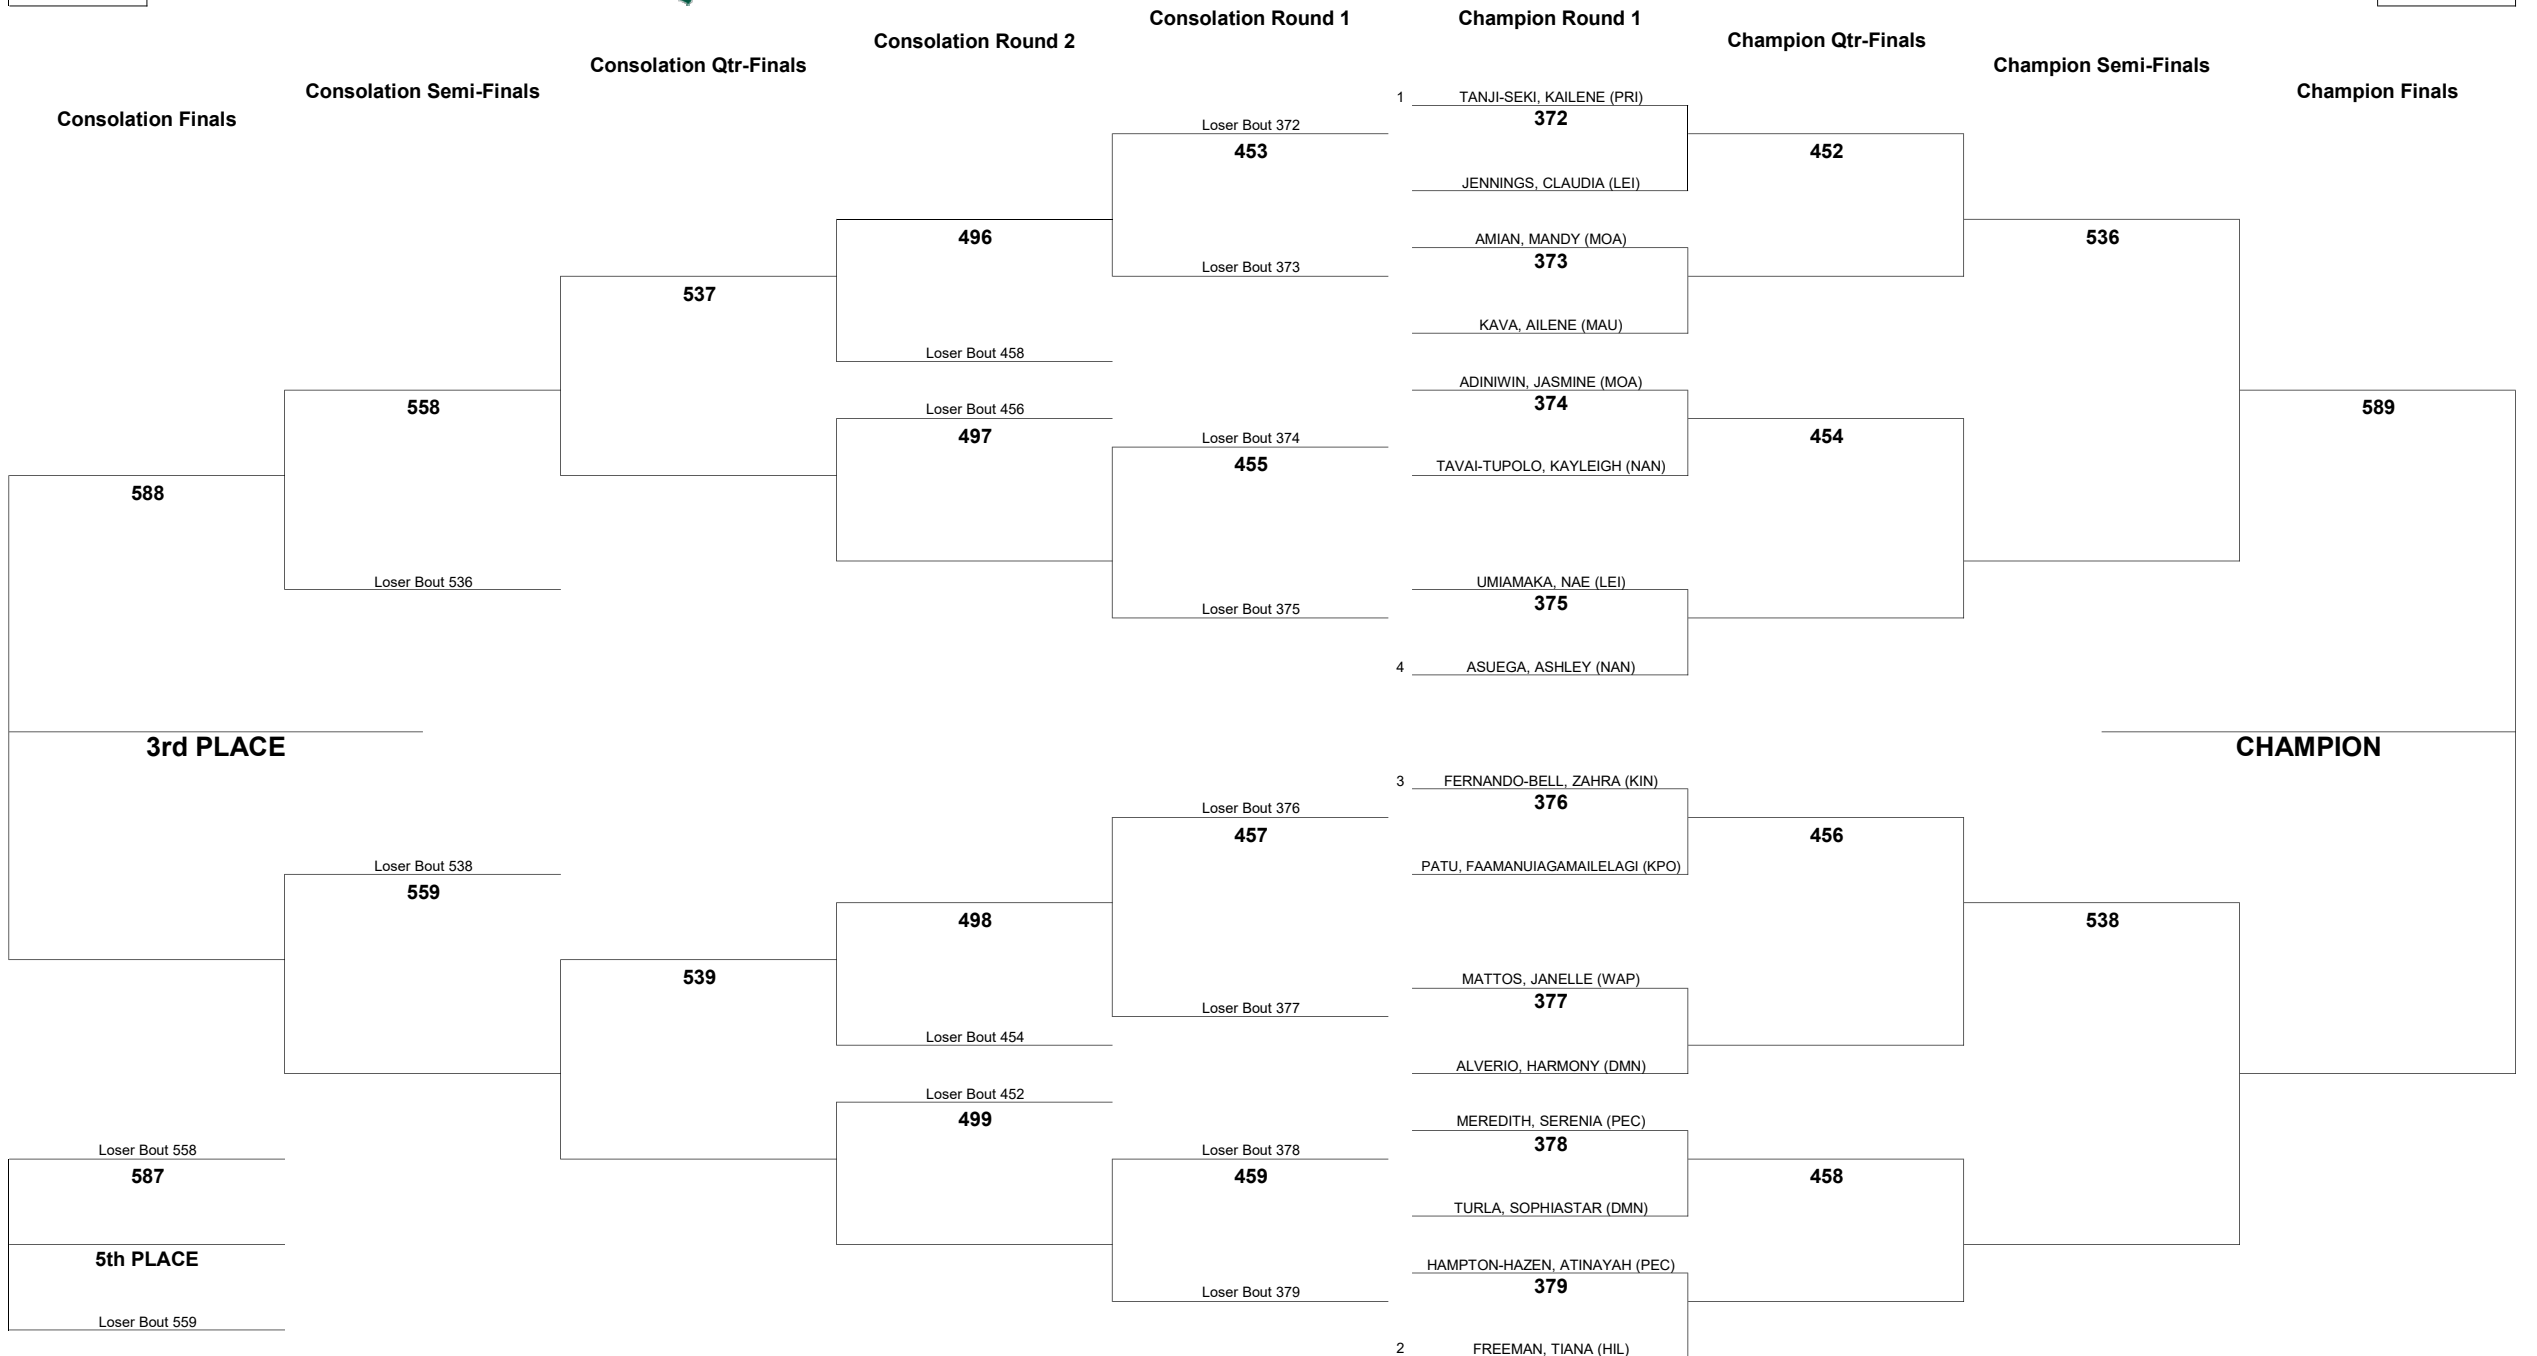 Consolation Round 1
Champion Round 1
Consolation Round 2
Champion Qtr-Finals
Consolation Qtr-Finals
Champion Semi-Finals
Consolation Semi-Finals
Champion Finals
Consolation Finals
1 TANJI-SEKI, KAILENE (PRI)
372
Loser Bout 372
453
452
JENNINGS, CLAUDIA (LEI)
496
536
AMIAN, MANDY (MOA)
373
Loser Bout 373
537
KAVA, AILENE (MAU)
Loser Bout 458
ADINIWIN, JASMINE (MOA)
374
558
589
Loser Bout 456
497
454
Loser Bout 374
455
TAVAI-TUPOLO, KAYLEIGH (NAN)
588
Loser Bout 536
UMIAMAKA, NAE (LEI)
375
Loser Bout 375
4 ASUEGA, ASHLEY (NAN)
3rd PLACE
CHAMPION
3 FERNANDO-BELL, ZAHRA (KIN)
376
Loser Bout 376
457
456
Loser Bout 538
PATU, FAAMANUIAGAMAILELAGI (KPO)
559
498
538
539
MATTOS, JANELLE (WAP)
377
Loser Bout 377
Loser Bout 454
ALVERIO, HARMONY (DMN)
Loser Bout 452
499
MEREDITH, SERENIA (PEC)
378
Loser Bout 558
587
Loser Bout 378
459
458
TURLA, SOPHIASTAR (DMN)
5th PLACE
HAMPTON-HAZEN, ATINAYAH (PEC)
379
Loser Bout 379
Loser Bout 559
2 FREEMAN, TIANA (HIL)